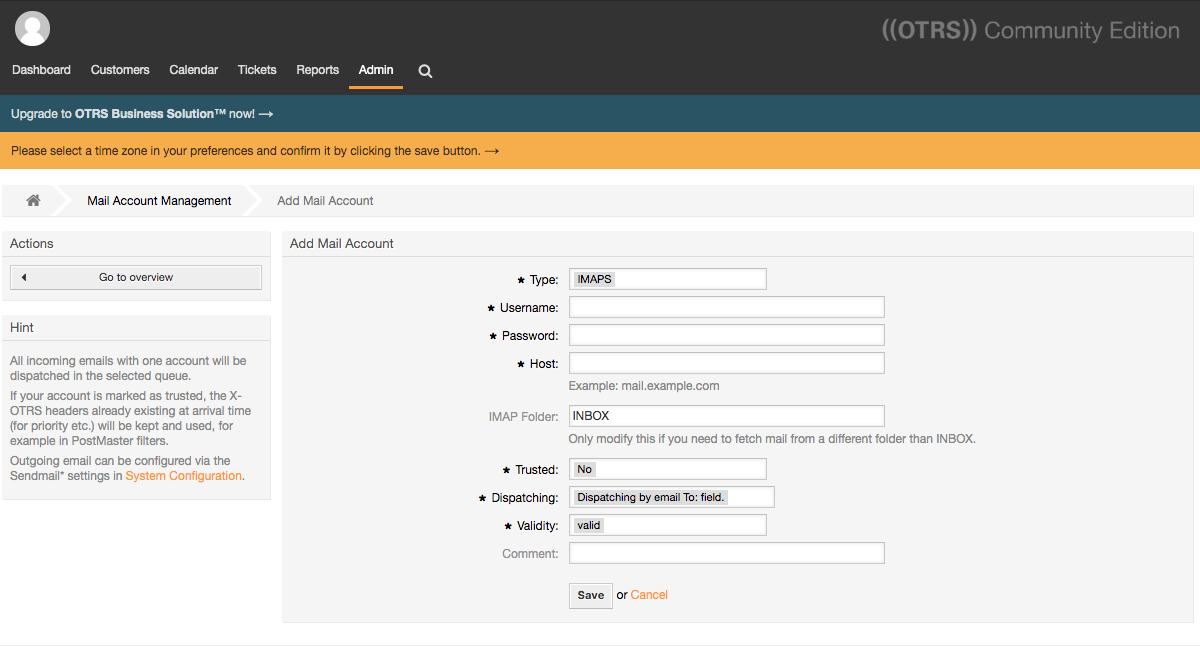 ((OTRS)) Community Edition
Dashboard Customers Calendar Tickets Reports Admin
Upgrade to OTRS Business Solution™ now! →
Please select a time zone in your preferences and confirm it by clicking the save button. →
Mail Account Management Add Mail Account
Actions
Go to overview
Hint
All incoming emails with one account will be
dispatched in the selected queue.
If your account is marked as trusted, the X-
OTRS headers already existing at arrival time
(for priority etc.) will be kept and used, for
example in PostMaster filters.
Outgoing email can be configured via the
Sendmail* settings in System Configuration.
Add Mail Account
★ Type: IMAPS
★ Username:
★ Password:
★ Host:
Example: mail.example.com
IMAP Folder: INBOX
Only modify this if you need to fetch mail from a different folder than INBOX.
★ Trusted: No
★ Dispatching: Dispatching by email To: field.
★ Validity: valid
Comment:
Save or Cancel